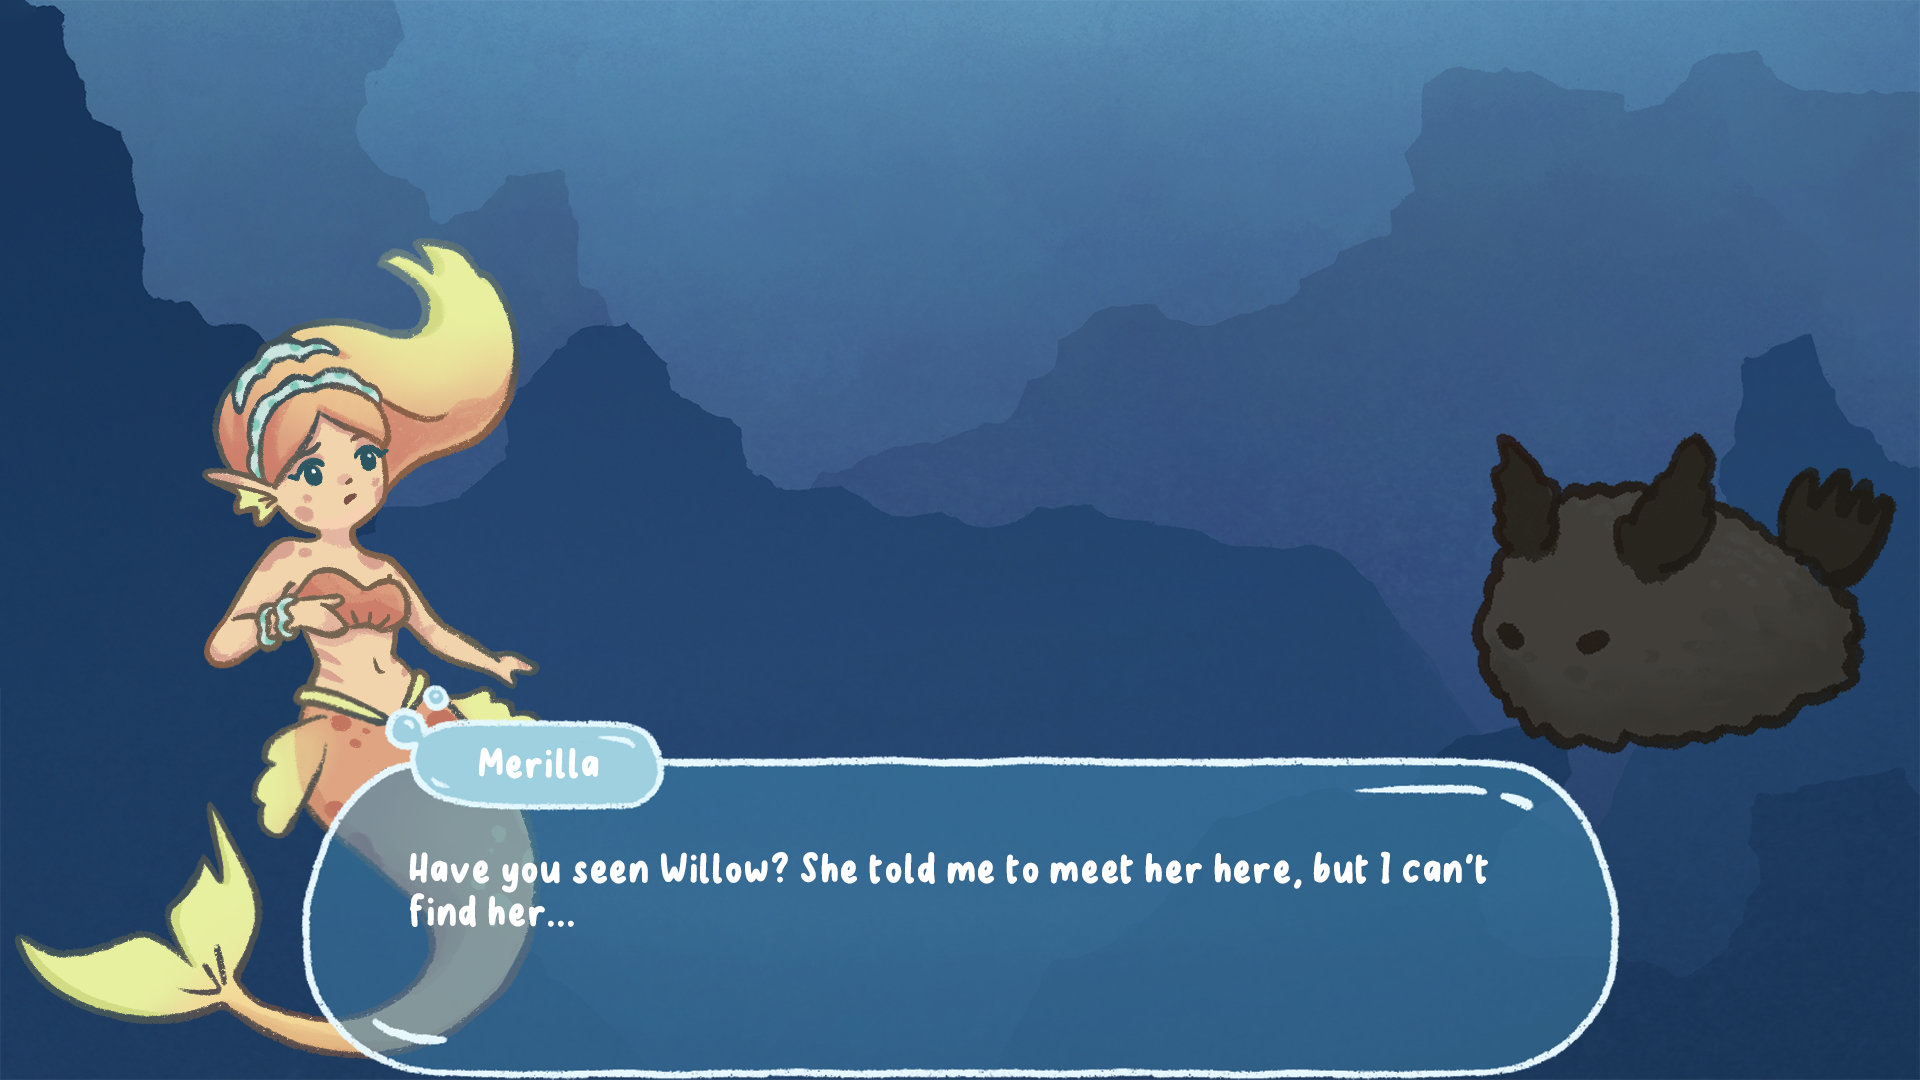 Merilla
Have you seen Willow? She told me to meet her here, but I can't
find her...